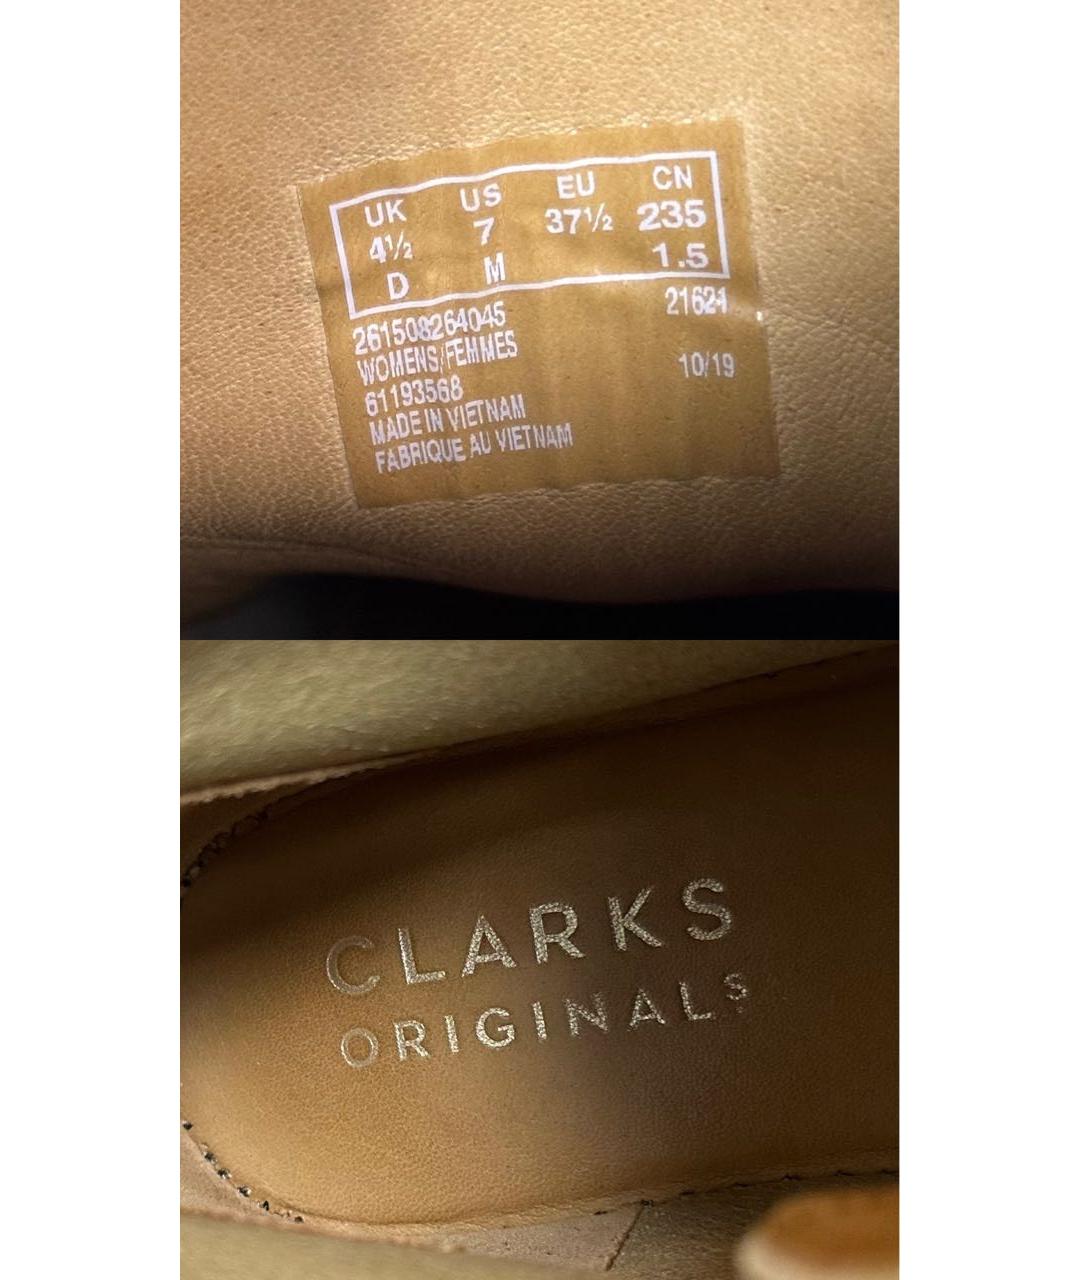 UK US EU CN
4½ 7 37½ 235
D M 1.5
261508264045 21624
WOMENS/FEMMES
61193568 10/19
MADE IN VIETNAM
FABRIQUE AU VIETNAM
CLARKS
ORIGINALS